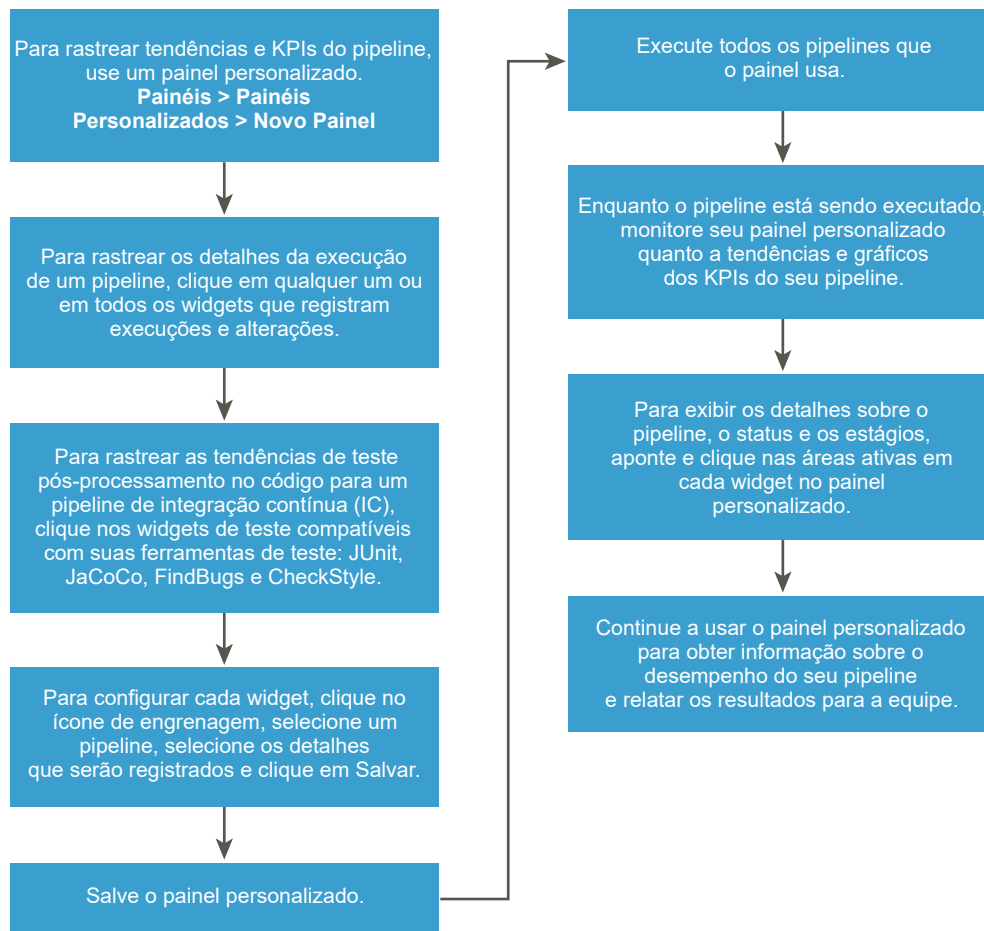 Para rastrear tendências e KPIs do pipeline,
use um painel personalizado.
Painéis > Painéis
Personalizados > Novo Painel
Para rastrear os detalhes da execução
de um pipeline, clique em qualquer um ou
em todos os widgets que registram
execuções e alterações.
Para rastrear as tendências de teste
pós-processamento no código para um
pipeline de integração contínua (IC),
clique nos widgets de teste compatíveis
com suas ferramentas de teste: JUnit,
JaCoCo, FindBugs e CheckStyle.
Para configurar cada widget, clique no
ícone de engrenagem, selecione um
pipeline, selecione os detalhes
que serão registrados e clique em Salvar.
Salve o painel personalizado.
Execute todos os pipelines que
o painel usa.
Enquanto o pipeline está sendo executado,
monitore seu painel personalizado
quanto a tendências e gráficos
dos KPIs do seu pipeline.
Para exibir os detalhes sobre o
pipeline, o status e os estágios,
aponte e clique nas áreas ativas em
cada widget no painel
personalizado.
Continue a usar o painel personalizado
para obter informação sobre o
desempenho do seu pipeline
e relatar os resultados para a equipe.